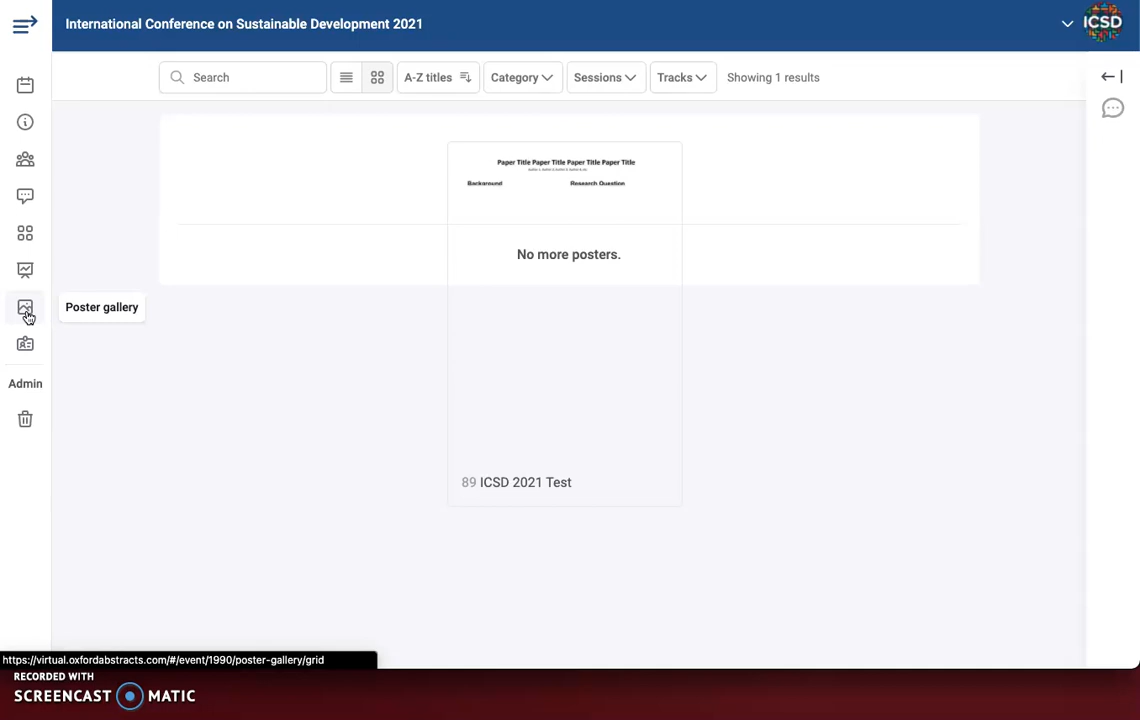 International Conference on Sustainable Development 2021
ICSD
Search
A-Z titles
Category
Sessions
Tracks
Showing 1 results
Paper Title Paper Title Paper Title Paper Title
Background
Research Question
No more posters.
Poster gallery
Admin
89 ICSD 2021 Test
https://virtual.oxfordabstracts.com/#/event/1990/poster-gallery/grid
RECORDED WITH
SCREENCAST MATIC